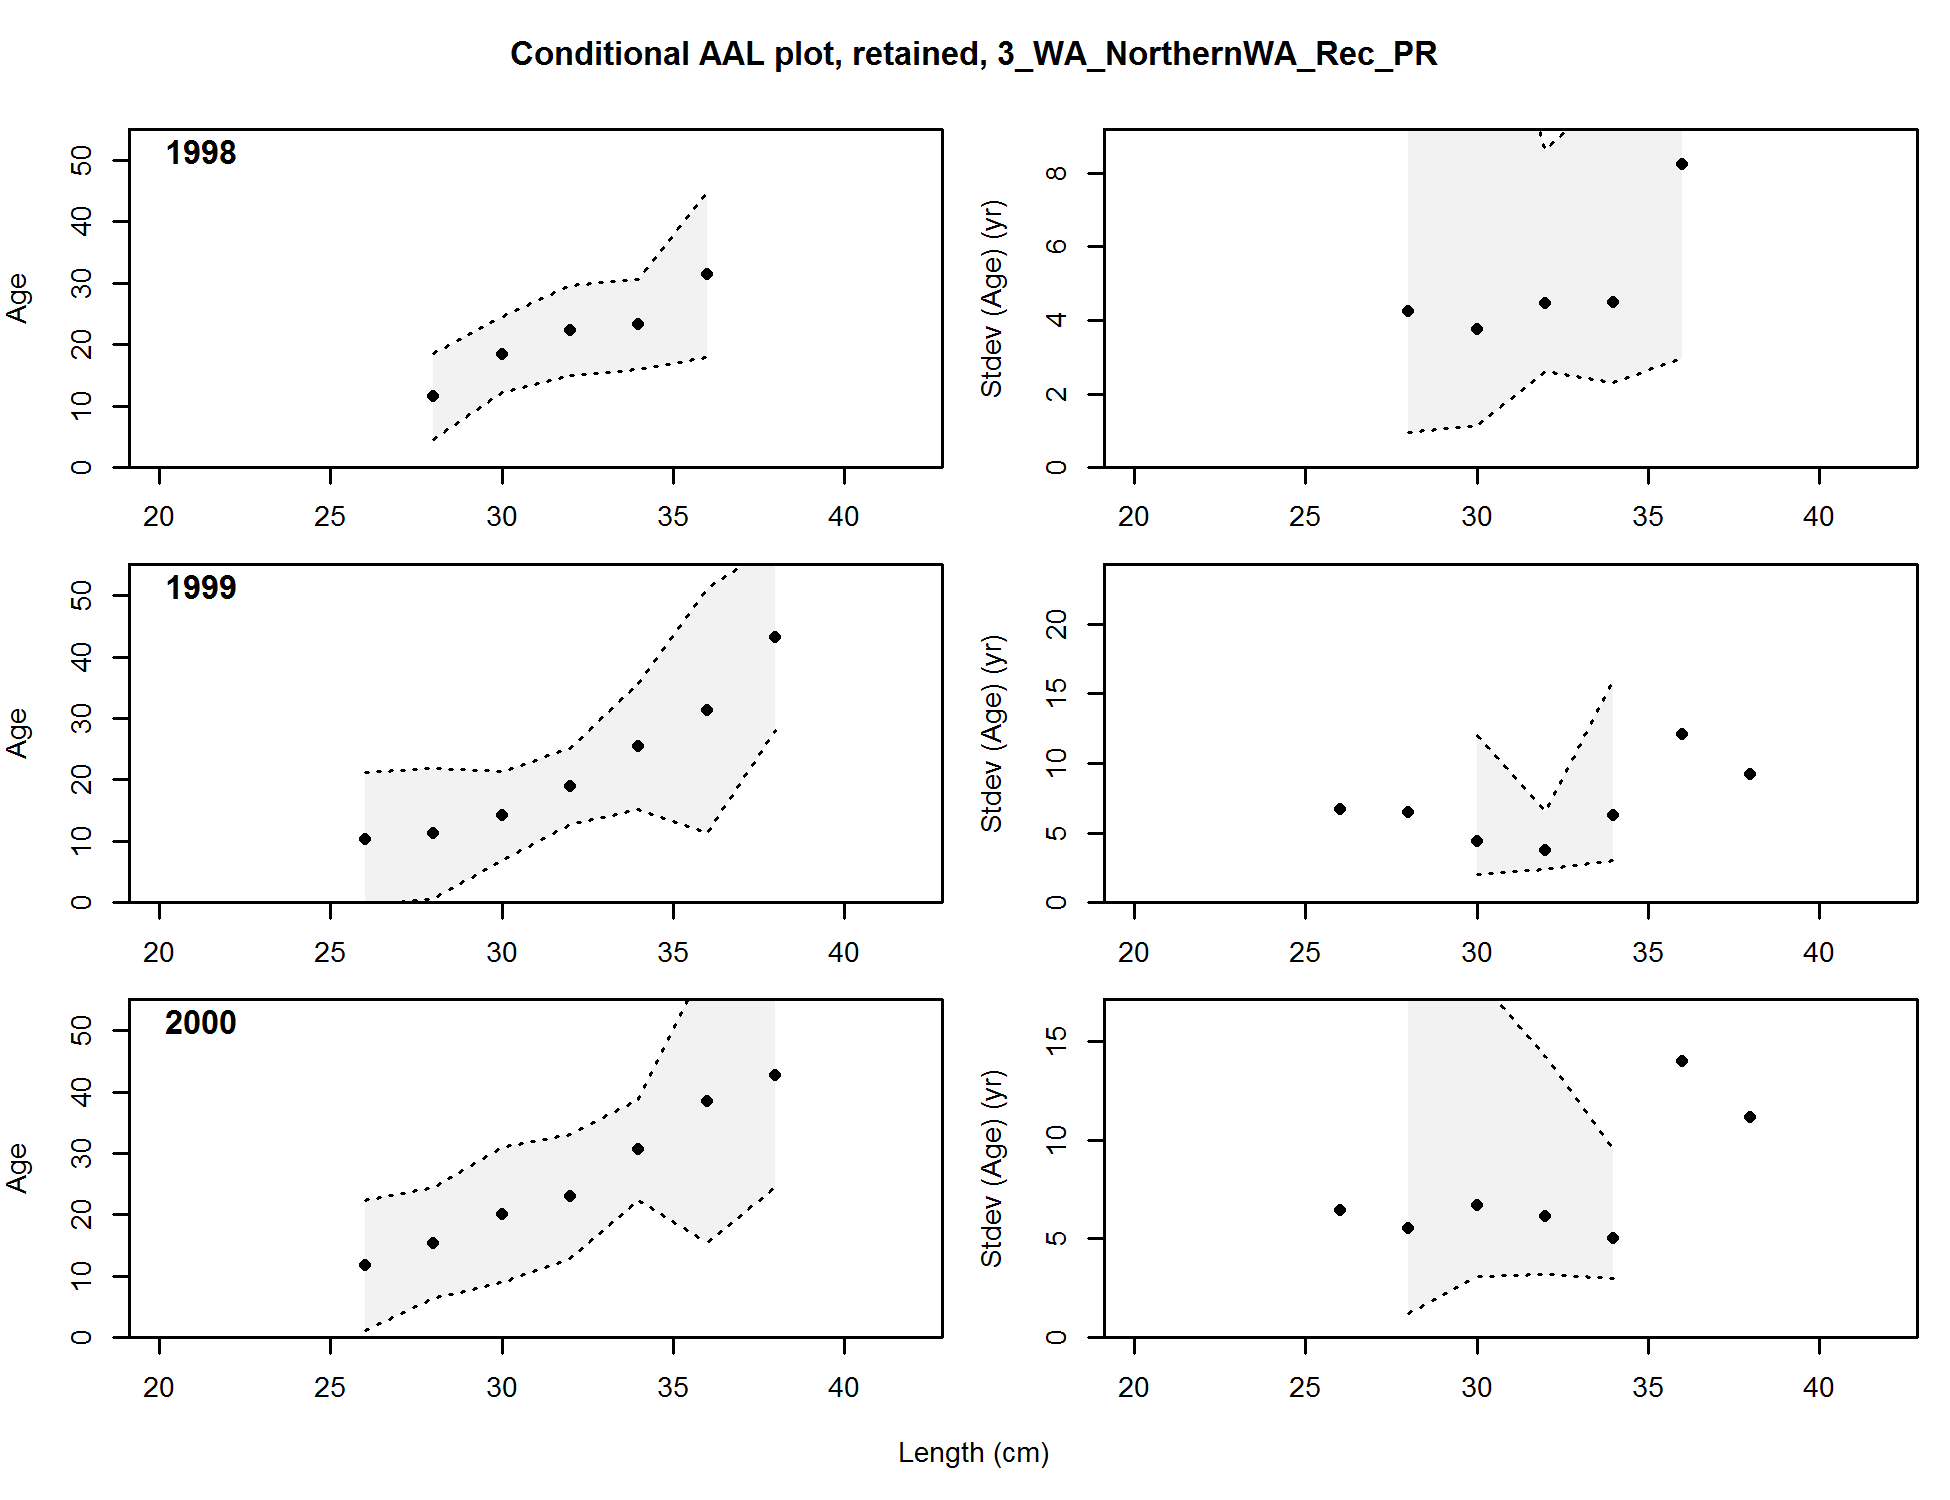 Conditional AAL plot, retained, 3_WA_NorthernWA_Rec_PR
1998
Age
0 10 20 30 40 50
20 25 30 35 40
Stdev (Age) (yr)
0 2 4 6 8
20 25 30 35 40
1999
Age
0 10 20 30 40 50
20 25 30 35 40
Stdev (Age) (yr)
0 5 10 15 20
20 25 30 35 40
2000
Age
0 10 20 30 40 50
20 25 30 35 40
Stdev (Age) (yr)
0 5 10 15
20 25 30 35 40
Length (cm)